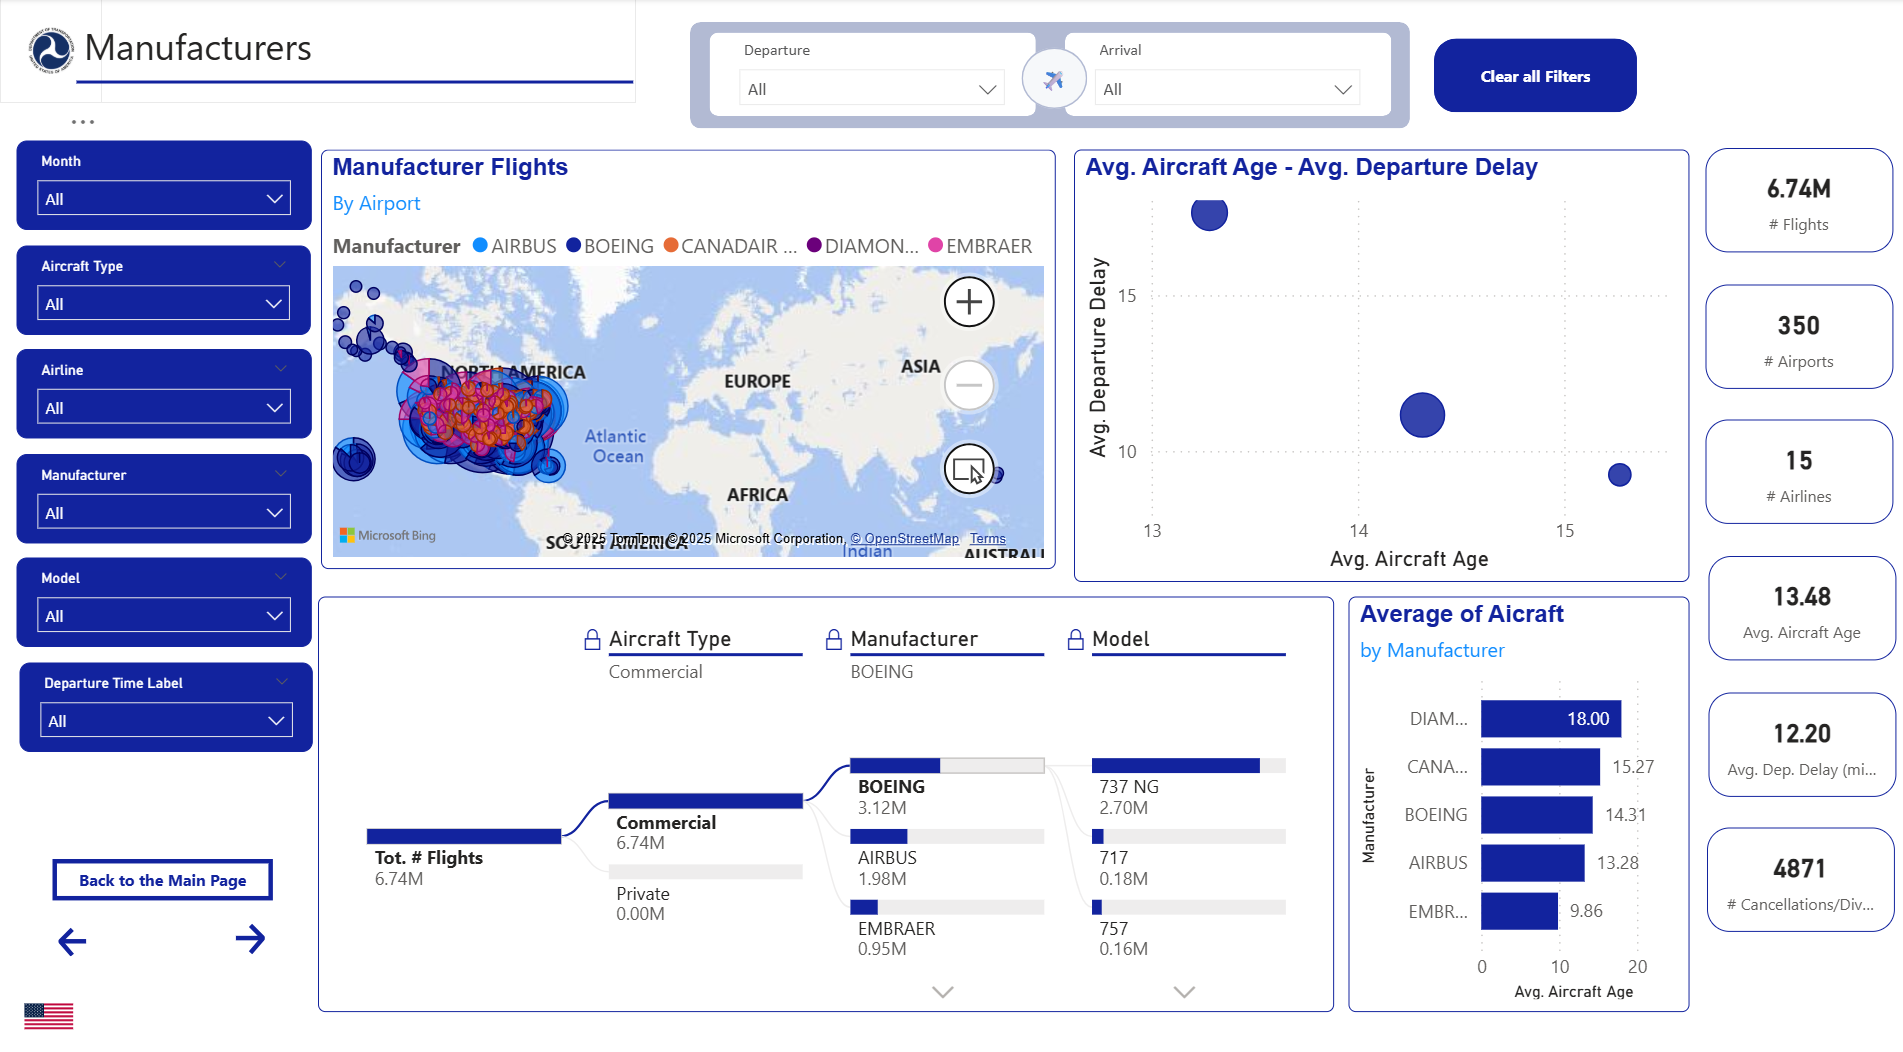 Manufacturers
Departure
All
Arrival
All
Clear all Filters
Month
All
Aircraft Type
All
Airline
All
Manufacturer
All
Model
All
Departure Time Label
All
Back to the Main Page
Manufacturer Flights
By Airport
Manufacturer AIRBUS BOEING CANADAIR ... DIAMON... EMBRAER
NORTH AMERICA
EUROPE
ASIA
Atlantic
Ocean
AFRICA
SOUTH AMERICA
Indian
AUSTRALI
Microsoft Bing
© 2025 TomTom, © 2025 Microsoft Corporation, © OpenStreetMap Terms
Avg. Aircraft Age - Avg. Departure Delay
Avg. Departure Delay
15
10
13 14 15
Avg. Aircraft Age
Aircraft Type
Commercial
Manufacturer
BOEING
Model
Tot. # Flights
6.74M
Commercial
6.74M
Private
0.00M
BOEING
3.12M
AIRBUS
1.98M
EMBRAER
0.95M
737 NG
2.70M
717
0.18M
757
0.16M
Average of Aicraft
by Manufacturer
Manufacturer
DIAM... 18.00
CANA... 15.27
BOEING 14.31
AIRBUS 13.28
EMBR... 9.86
0 10 20
Avg. Aircraft Age
6.74M
# Flights
350
# Airports
15
# Airlines
13.48
Avg. Aircraft Age
12.20
Avg. Dep. Delay (mi...
4871
# Cancellations/Div...